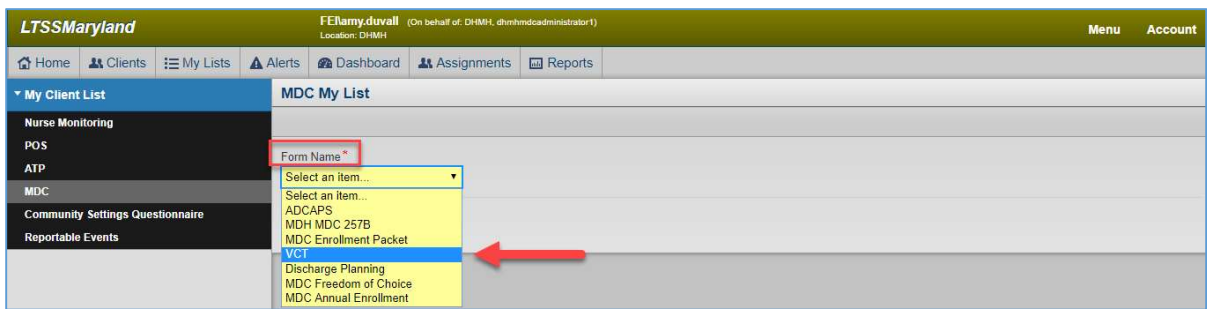 LTSSMaryland
FEI\amy.duvall (On behalf of: DHMH, dhmhmdcadministrator1)
Location: DHMH
Menu Account
Home Clients My Lists Alerts Dashboard Assignments Reports
My Client List
MDC My List
Nurse Monitoring
POS
ATP
MDC
Community Settings Questionnaire
Reportable Events
Form Name*
Select an item...
Select an item...
ADCAPS
MDH MDC 257B
MDC Enrollment Packet
VCT
Discharge Planning
MDC Freedom of Choice
MDC Annual Enrollment